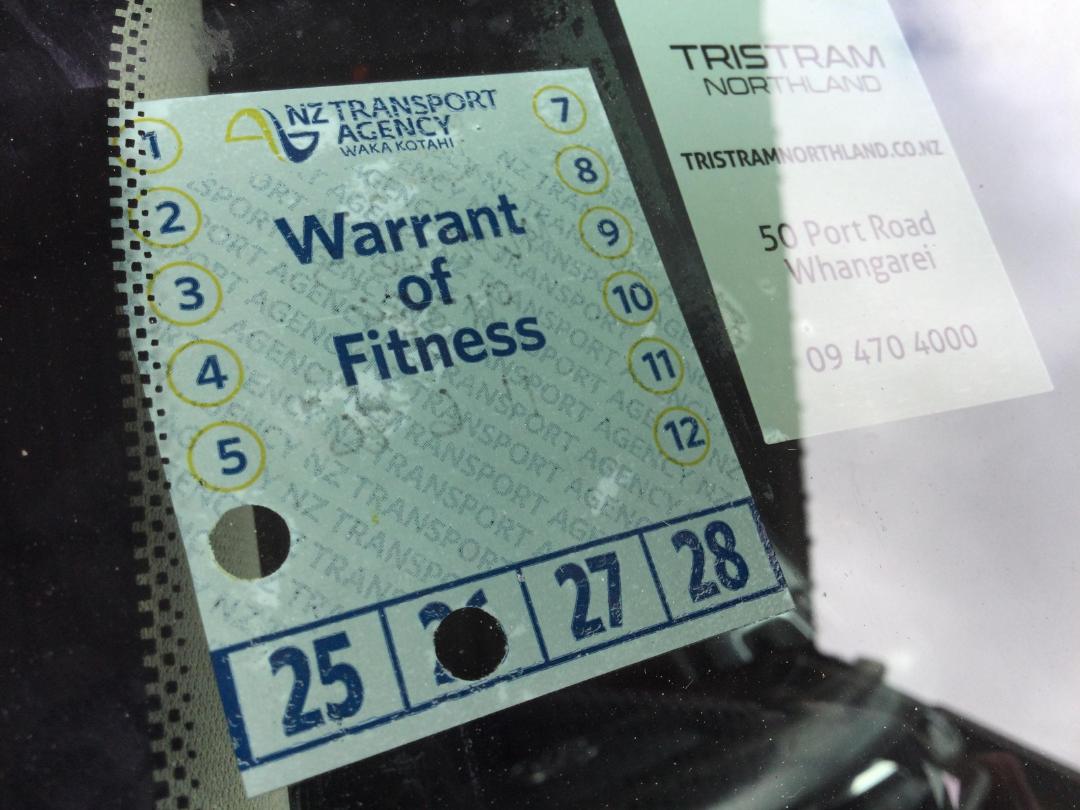 NZ TRANSPORT
AGENCY
WAKA KOTAHI
Warrant
of
Fitness
1
2
3
4
5
7
8
9
10
11
12
25
27
28
TRISTRAM
NORTHLAND
TRISTRAMNORTHLAND.CO.NZ
50 Port Road
Whangarei
09 470 4000